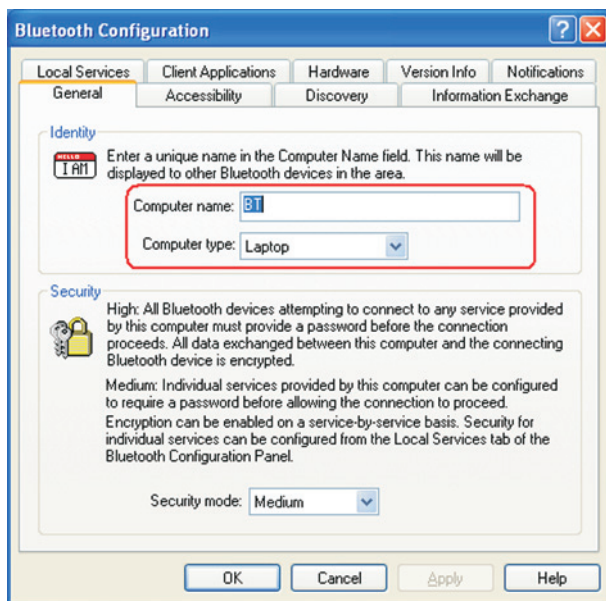 Bluetooth Configuration
Local Services Client Applications Hardware Version Info Notifications
General Accessibility Discovery Information Exchange
Identity
HELLO
I AM
Enter a unique name in the Computer Name field. This name will be
displayed to other Bluetooth devices in the area.
Computer name: BT
Computer type: Laptop
Security
High: All Bluetooth devices attempting to connect to any service provided
by this computer must provide a password before the connection
proceeds. All data exchanged between this computer and the connecting
Bluetooth device is encrypted.
Medium: Individual services provided by this computer can be configured
to require a password before allowing the connection to proceed.
Encryption can be enabled on a service-by-service basis. Security for
individual services can be configured from the Local Services tab of the
Bluetooth Configuration Panel.
Security mode: Medium
OK Cancel Apply Help